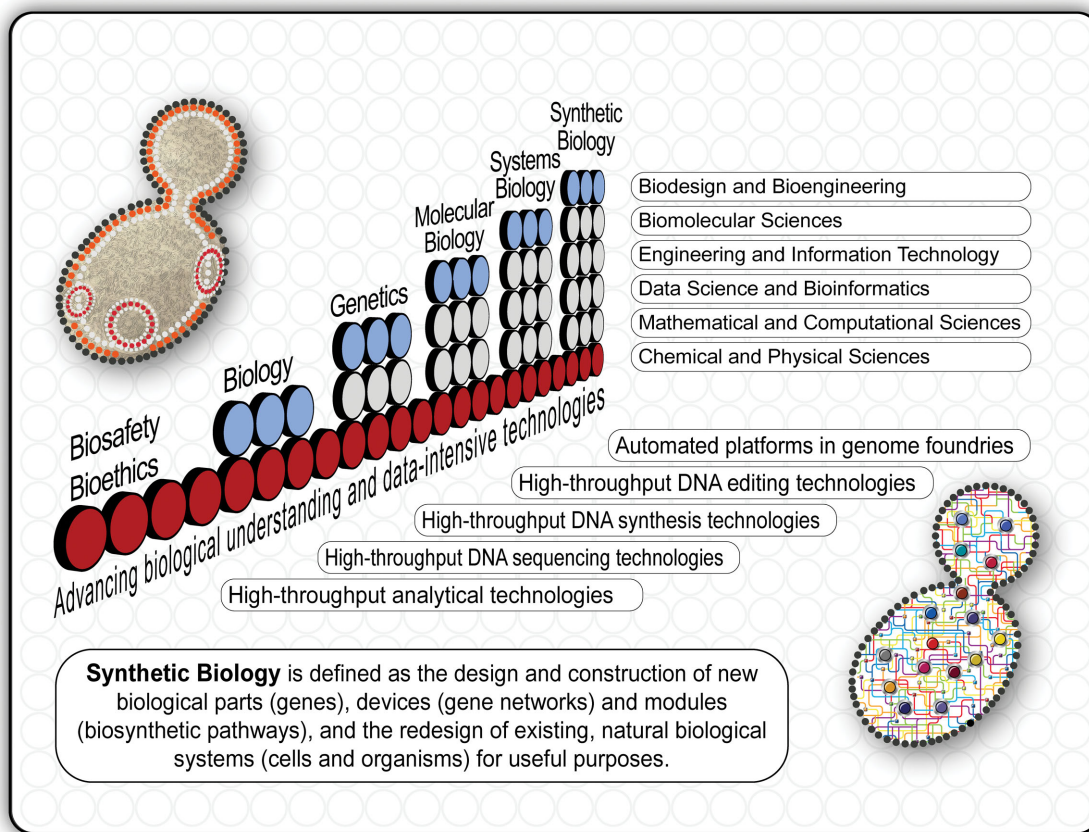 Synthetic
Biology
Systems
Biology
Molecular
Biology
Genetics
Biology
Biosafety
Bioethics
Advancing biological understanding and data-intensive technologies
Biodesign and Bioengineering
Biomolecular Sciences
Engineering and Information Technology
Data Science and Bioinformatics
Mathematical and Computational Sciences
Chemical and Physical Sciences
Automated platforms in genome foundries
High-throughput DNA editing technologies
High-throughput DNA synthesis technologies
High-throughput DNA sequencing technologies
High-throughput analytical technologies
Synthetic Biology is defined as the design and construction of new
biological parts (genes), devices (gene networks) and modules
(biosynthetic pathways), and the redesign of existing, natural biological
systems (cells and organisms) for useful purposes.